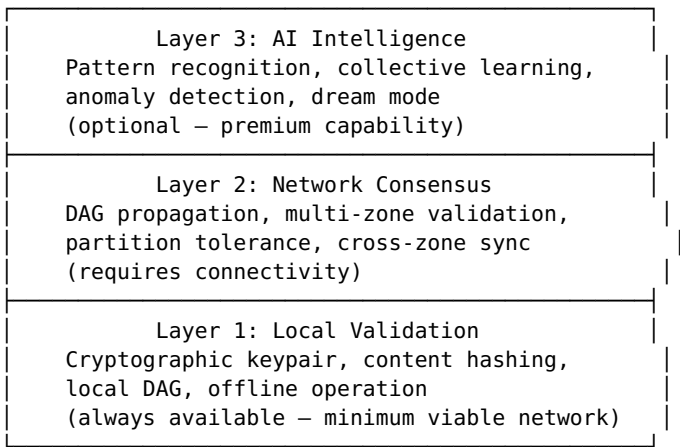 Layer 3: AI Intelligence
Pattern recognition, collective learning,
anomaly detection, dream mode
(optional — premium capability)
Layer 2: Network Consensus
DAG propagation, multi-zone validation,
partition tolerance, cross-zone sync
(requires connectivity)
Layer 1: Local Validation
Cryptographic keypair, content hashing,
local DAG, offline operation
(always available — minimum viable network)